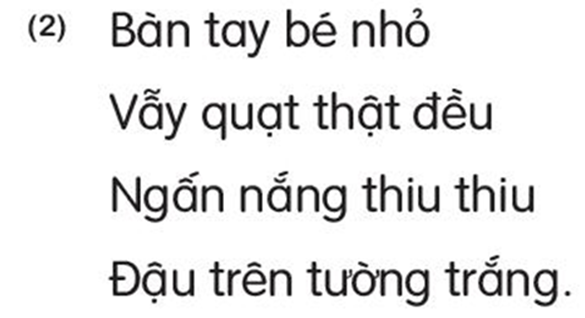 (2) Bàn tay bé nhỏ
Vẫy quạt thật đều
Ngấn nắng thiu thiu
Đậu trên tường trắng.